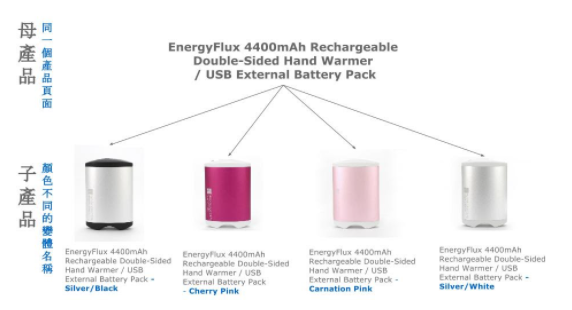 母產品
同一個產品頁面
EnergyFlux 4400mAh Rechargeable
Double-Sided Hand Warmer
/ USB External Battery Pack
子產品
顏色不同的變體名稱
EnergyFlux 4400mAh
Rechargeable Double-Sided
Hand Warmer / USB
External Battery Pack -
Silver/Black
EnergyFlux 4400mAh
Rechargeable Double-Sided
Hand Warmer / USB
External Battery Pack
- Cherry Pink
EnergyFlux 4400mAh
Rechargeable Double-Sided
Hand Warmer / USB
External Battery Pack -
Carnation Pink
EnergyFlux 4400mAh
Rechargeable Double-Sided
Hand Warmer / USB
External Battery Pack -
Silver/White